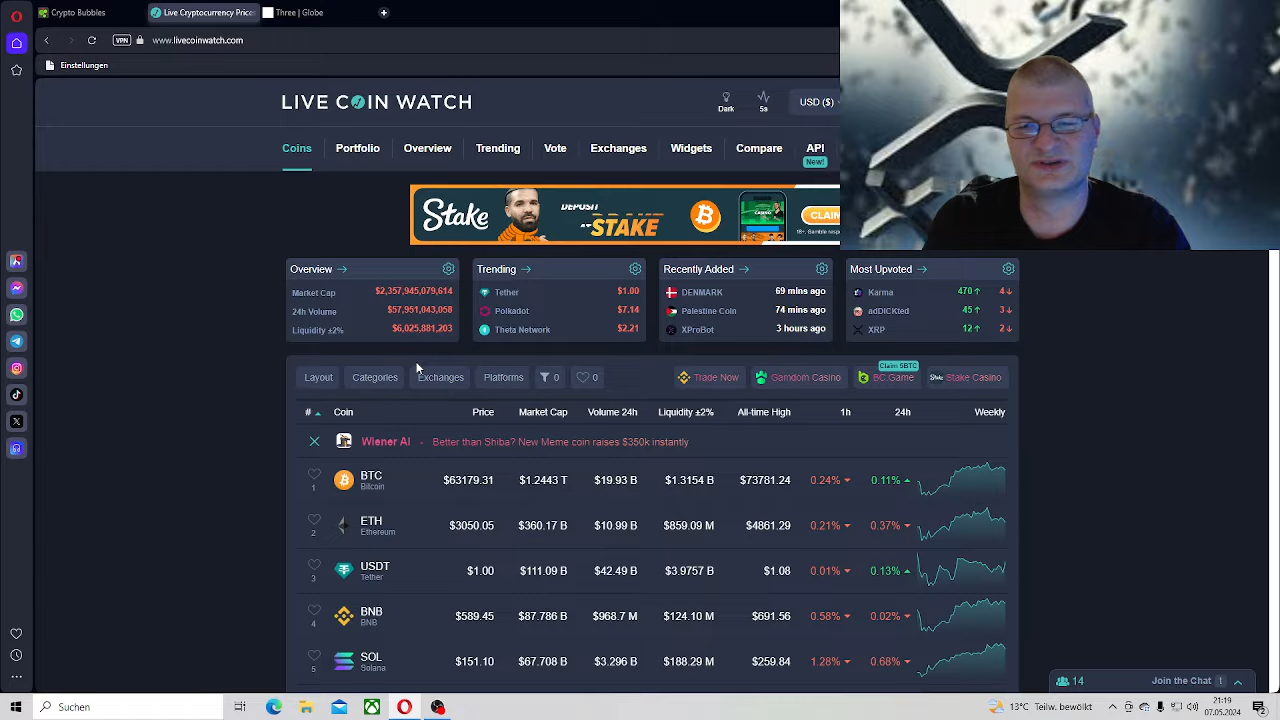 Crypto Bubbles
Live Cryptocurrency Prices
Three | Globe
VPN
www.livecoinwatch.com
Einstellungen
LIVE COIN WATCH
Dark
5s
USD ($)
Coins
Portfolio
Overview
Trending
Vote
Exchanges
Widgets
Compare
API
New!
Stake
DEPOSIT
STAKE
CLAIM
18+. Gamble
Overview →
Market Cap $2,357,945,079,614
24h Volume $57,951,043,058
Liquidity ±2% $6,025,881,203
Trending →
Tether $1.00
Polkadot $7.14
Theta Network $2.21
Recently Added →
DENMARK 69 mins ago
Palestine Coin 74 mins ago
XProBot 3 hours ago
Most Upvoted →
Karma 470↑ 4↓
adDICKted 45↑ 3↓
XRP 12↑ 2↓
Claim 5BTC
Layout Categories Exchanges Platforms 0 0 Trade Now Gamdom Casino BC.Game Stake Stake Casino
# Coin Price Market Cap Volume 24h Liquidity ±2% All-time High 1h 24h Weekly
Wiener AI - Better than Shiba? New Meme coin raises $350k instantly
1 BTC $63179.31 $1.2443 T $19.93 B $1.3154 B $73781.24 0.24% 0.11%
Bitcoin
2 ETH $3050.05 $360.17 B $10.99 B $859.09 M $4861.29 0.21% 0.37%
Ethereum
3 USDT $1.00 $111.09 B $42.49 B $3.9757 B $1.08 0.01% 0.13%
Tether
4 BNB $589.45 $87.786 B $968.7 M $124.10 M $691.56 0.58% 0.02%
BNB
5 SOL $151.10 $67.708 B $3.296 B $188.29 M $259.84 1.28% 0.68%
Solana
14 Join the Chat
Suchen
13°C Teilw. bewölkt
21:19
07.05.2024
2